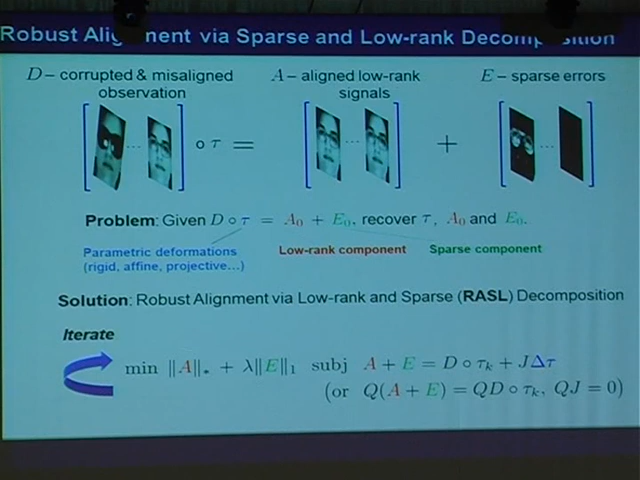 Robust Alignment via Sparse and Low-rank Decomposition
D – corrupted & misaligned observation
A – aligned low-rank signals
E – sparse errors
[ ... ] ∘ τ = [ ... ] + [ ... ]
Problem: Given D ∘ τ = A₀ + E₀, recover τ, A₀ and E₀.
Parametric deformations
(rigid, affine, projective…)
Low-rank component
Sparse component
Solution: Robust Alignment via Low-rank and Sparse (RASL) Decomposition
Iterate
min ‖A‖* + λ‖E‖₁ subj A + E = D ∘ τₖ + JΔτ
(or Q(A + E) = QD ∘ τₖ, QJ = 0)